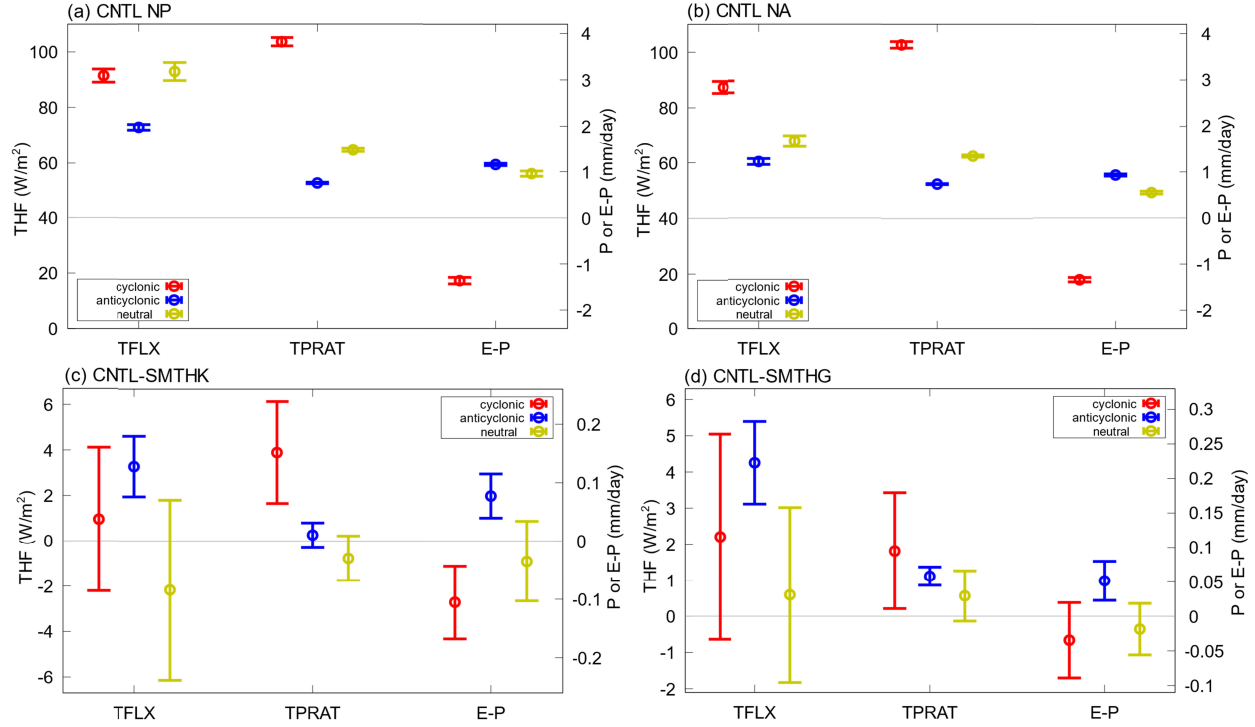 (a) CNTL NP
THF (W/m²)
100
80
60
40
20
0
4
3
2
1
0
-1
-2
P or E-P (mm/day)
cyclonic
anticyclonic
neutral
TFLX TPRAT E-P
(b) CNTL NA
THF (W/m²)
100
80
60
40
20
0
4
3
2
1
0
-1
-2
P or E-P (mm/day)
cyclonic
anticyclonic
neutral
TFLX TPRAT E-P
(c) CNTL-SMTHK
THF (W/m²)
6
4
2
0
-2
-4
-6
0.2
0.1
0
-0.1
-0.2
P or E-P (mm/day)
cyclonic
anticyclonic
neutral
TFLX TPRAT E-P
(d) CNTL-SMTHG
THF (W/m²)
6
5
4
3
2
1
0
-1
-2
0.3
0.25
0.2
0.15
0.1
0.05
0
-0.05
-0.1
P or E-P (mm/day)
cyclonic
anticyclonic
neutral
TFLX TPRAT E-P